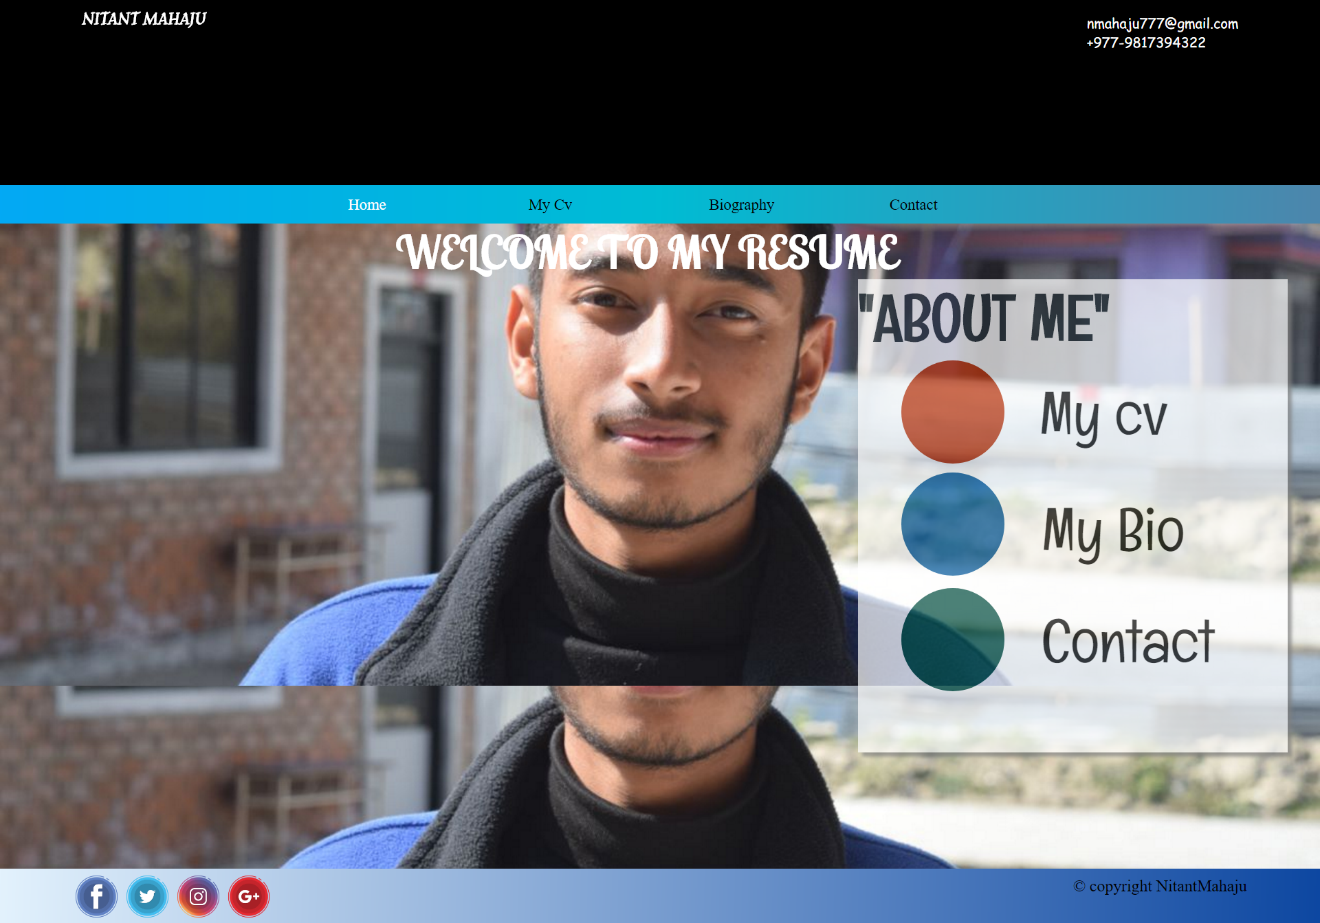 NITANT MAHAJU
nmahaju777@gmail.com
+977-9817394322
Home My Cv Biography Contact
WELCOME TO MY RESUME
"ABOUT ME"
My cv
My Bio
Contact
f G+
© copyright NitantMahaju